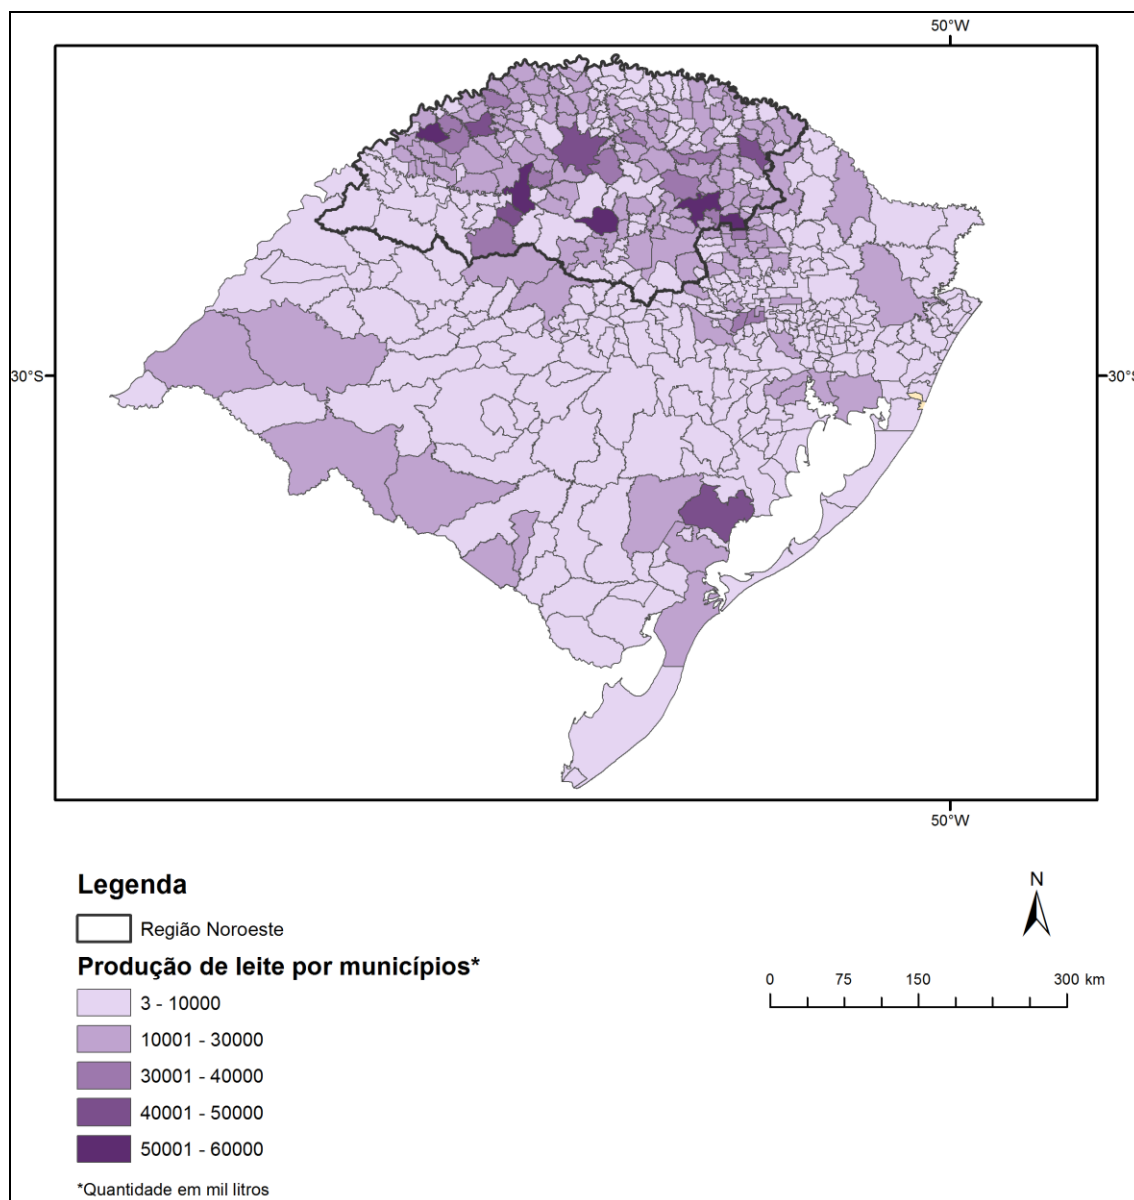 50°W
30°S
30°S
50°W
Legenda
Região Noroeste
Produção de leite por municípios*
3 - 10000
10001 - 30000
30001 - 40000
40001 - 50000
50001 - 60000
*Quantidade em mil litros
N
0 75 150 300 km